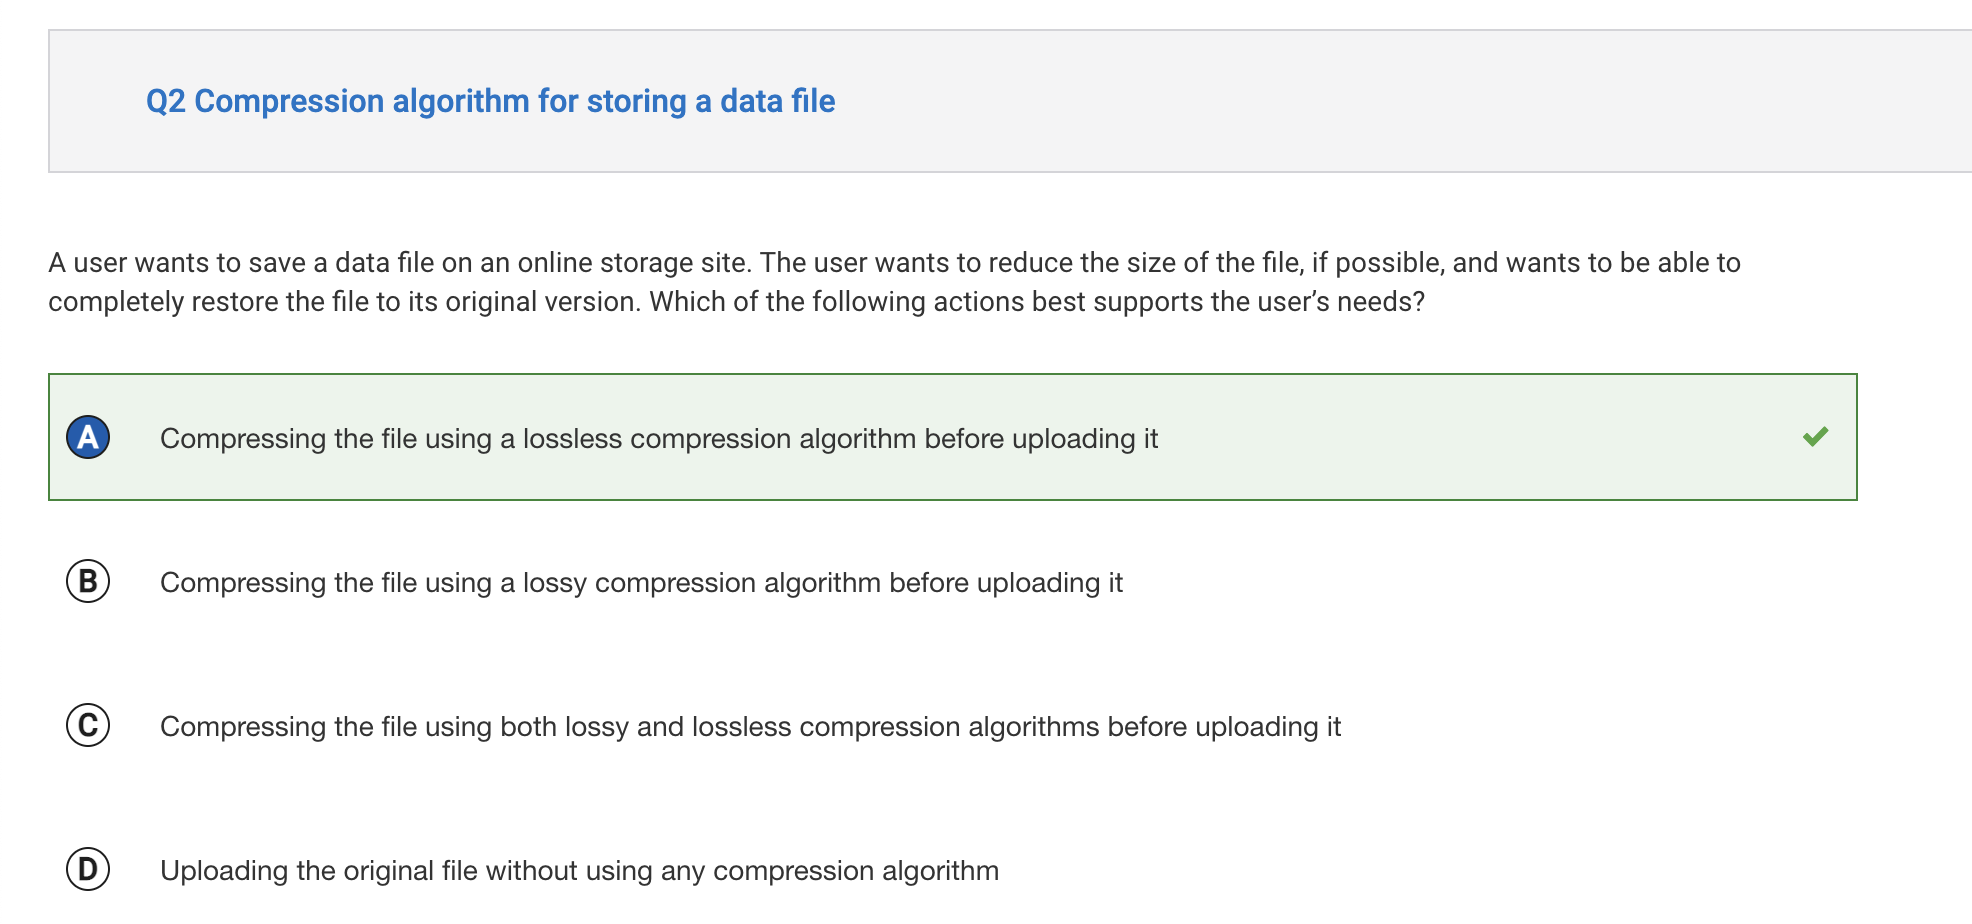 Q2 Compression algorithm for storing a data file
A user wants to save a data file on an online storage site. The user wants to reduce the size of the file, if possible, and wants to be able to
completely restore the file to its original version. Which of the following actions best supports the user’s needs?
A Compressing the file using a lossless compression algorithm before uploading it
B Compressing the file using a lossy compression algorithm before uploading it
C Compressing the file using both lossy and lossless compression algorithms before uploading it
D Uploading the original file without using any compression algorithm